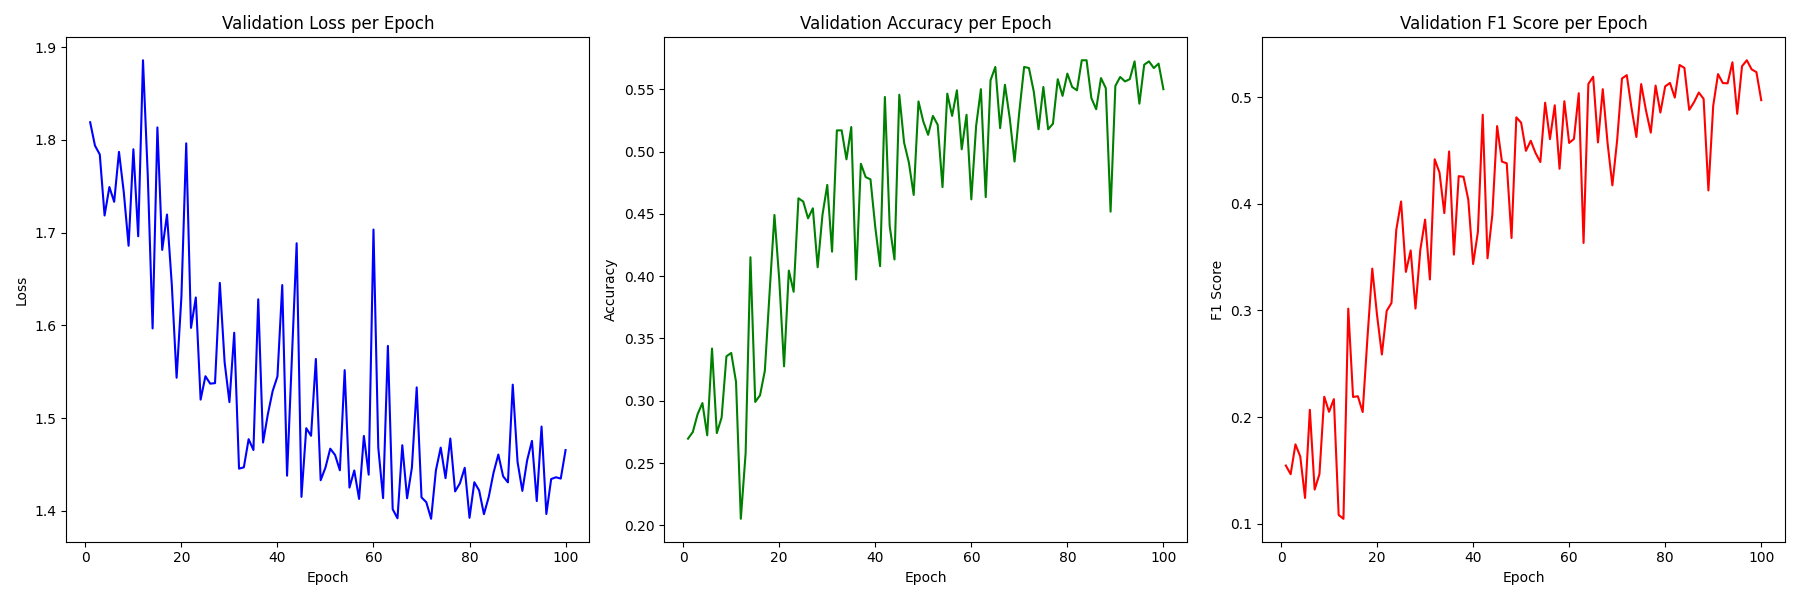 Validation Loss per Epoch
1.9
1.8
1.7
1.6
1.5
1.4
Loss
0 20 40 60 80 100
Epoch
Validation Accuracy per Epoch
0.55
0.50
0.45
0.40
0.35
0.30
0.25
0.20
Accuracy
0 20 40 60 80 100
Epoch
Validation F1 Score per Epoch
0.5
0.4
0.3
0.2
0.1
F1 Score
0 20 40 60 80 100
Epoch